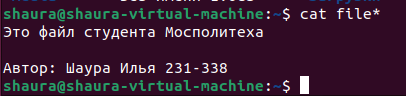 shaura@shaura-virtual-machine:~$ cat file*
Это файл студента Мосполитеха

Автор: Шаура Илья 231-338
shaura@shaura-virtual-machine:~$